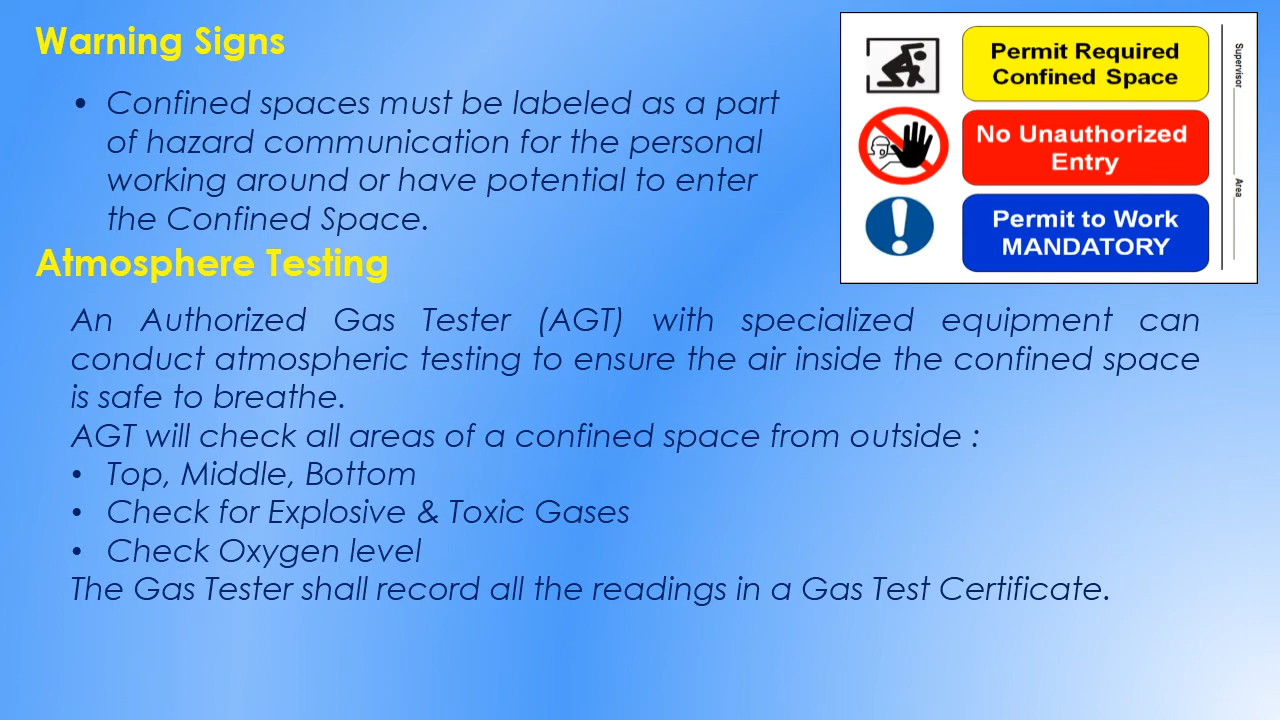 Warning Signs
• Confined spaces must be labeled as a part
of hazard communication for the personal
working around or have potential to enter
the Confined Space.
Permit Required
Confined Space
No Unauthorized
Entry
Permit to Work
MANDATORY
Supervisor
Area
Atmosphere Testing
An Authorized Gas Tester (AGT) with specialized equipment can
conduct atmospheric testing to ensure the air inside the confined space
is safe to breathe.
AGT will check all areas of a confined space from outside :
• Top, Middle, Bottom
• Check for Explosive & Toxic Gases
• Check Oxygen level
The Gas Tester shall record all the readings in a Gas Test Certificate.